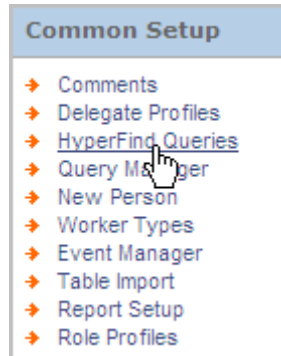 Common Setup
Comments
Delegate Profiles
HyperFind Queries
Query Manager
New Person
Worker Types
Event Manager
Table Import
Report Setup
Role Profiles